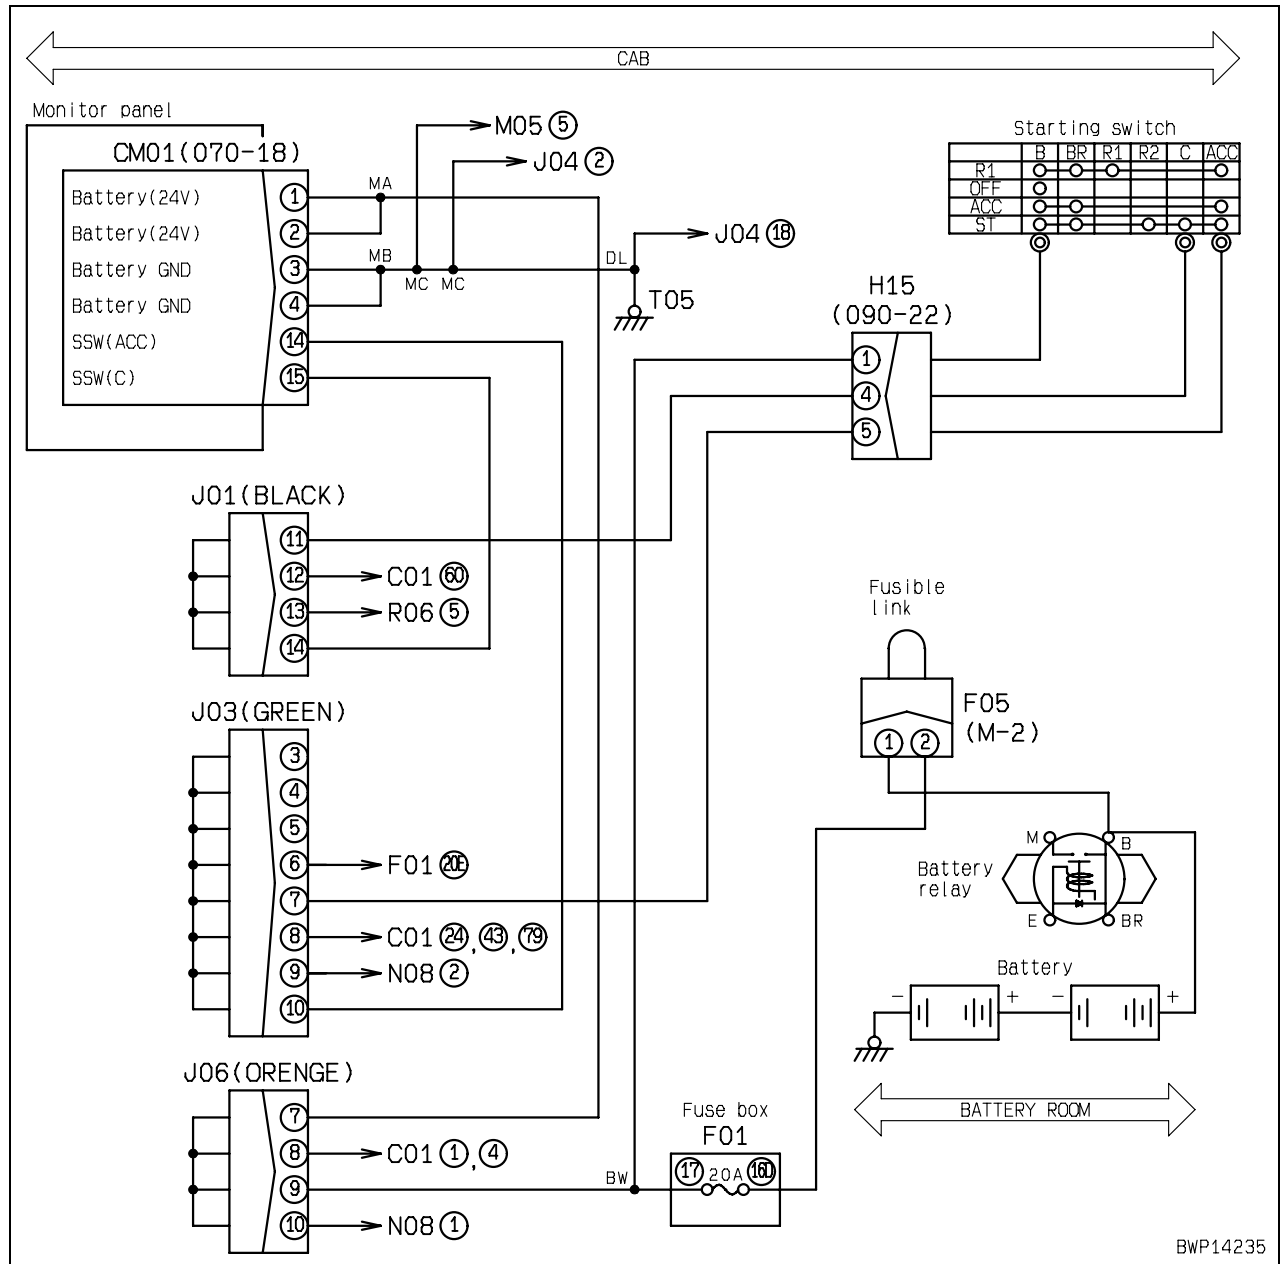 CAB
Monitor panel
CM01(070-18)
Battery(24V) 1
Battery(24V) 2
Battery GND 3
Battery GND 4
SSW(ACC) 14
SSW(C) 15
MA
MB
MC MC
M05 5
J04 2
DL
J04 18
T05
Starting switch
B BR R1 R2 C ACC
R1
OFF
ACC
ST
H15
(090-22)
1
4
5
J01(BLACK)
11
12 C01 60
13 R06 5
14
J03(GREEN)
3
4
5
6 F01 20E
7
8 C01 24, 43, 79
9 N08 2
10
J06(ORENGE)
7
8 C01 1, 4
9
10 N08 1
BW
Fuse box
F01
17 20A 16D
Fusible
link
F05
(M-2)
1 2
Battery
relay
M
B
E
BR
Battery
- + - +
BATTERY ROOM
BWP14235